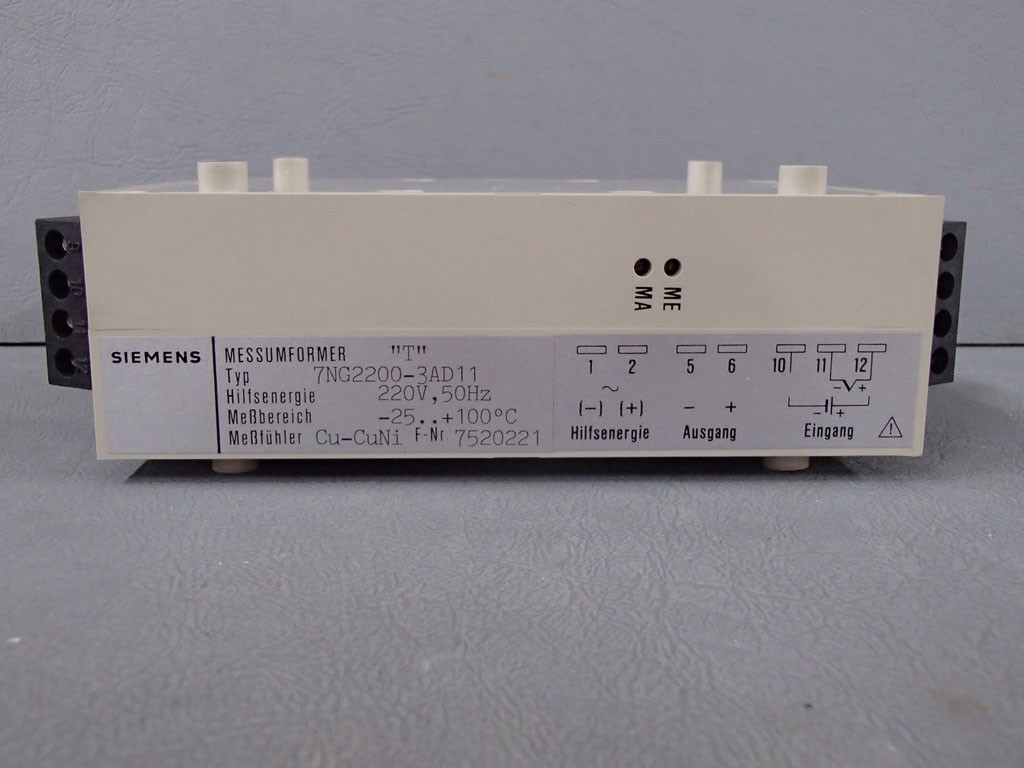 MA ME
SIEMENS
MESSUMFORMER "T"
Typ 7NG2200-3AD11
Hilfsenergie 220V,50Hz
Meßbereich -25..+100°C
Meßfühler Cu-CuNi F-Nr. 7520221
1 2 5 6 10 11 12
~ - +
(-) (+) - + - +
Hilfsenergie Ausgang Eingang